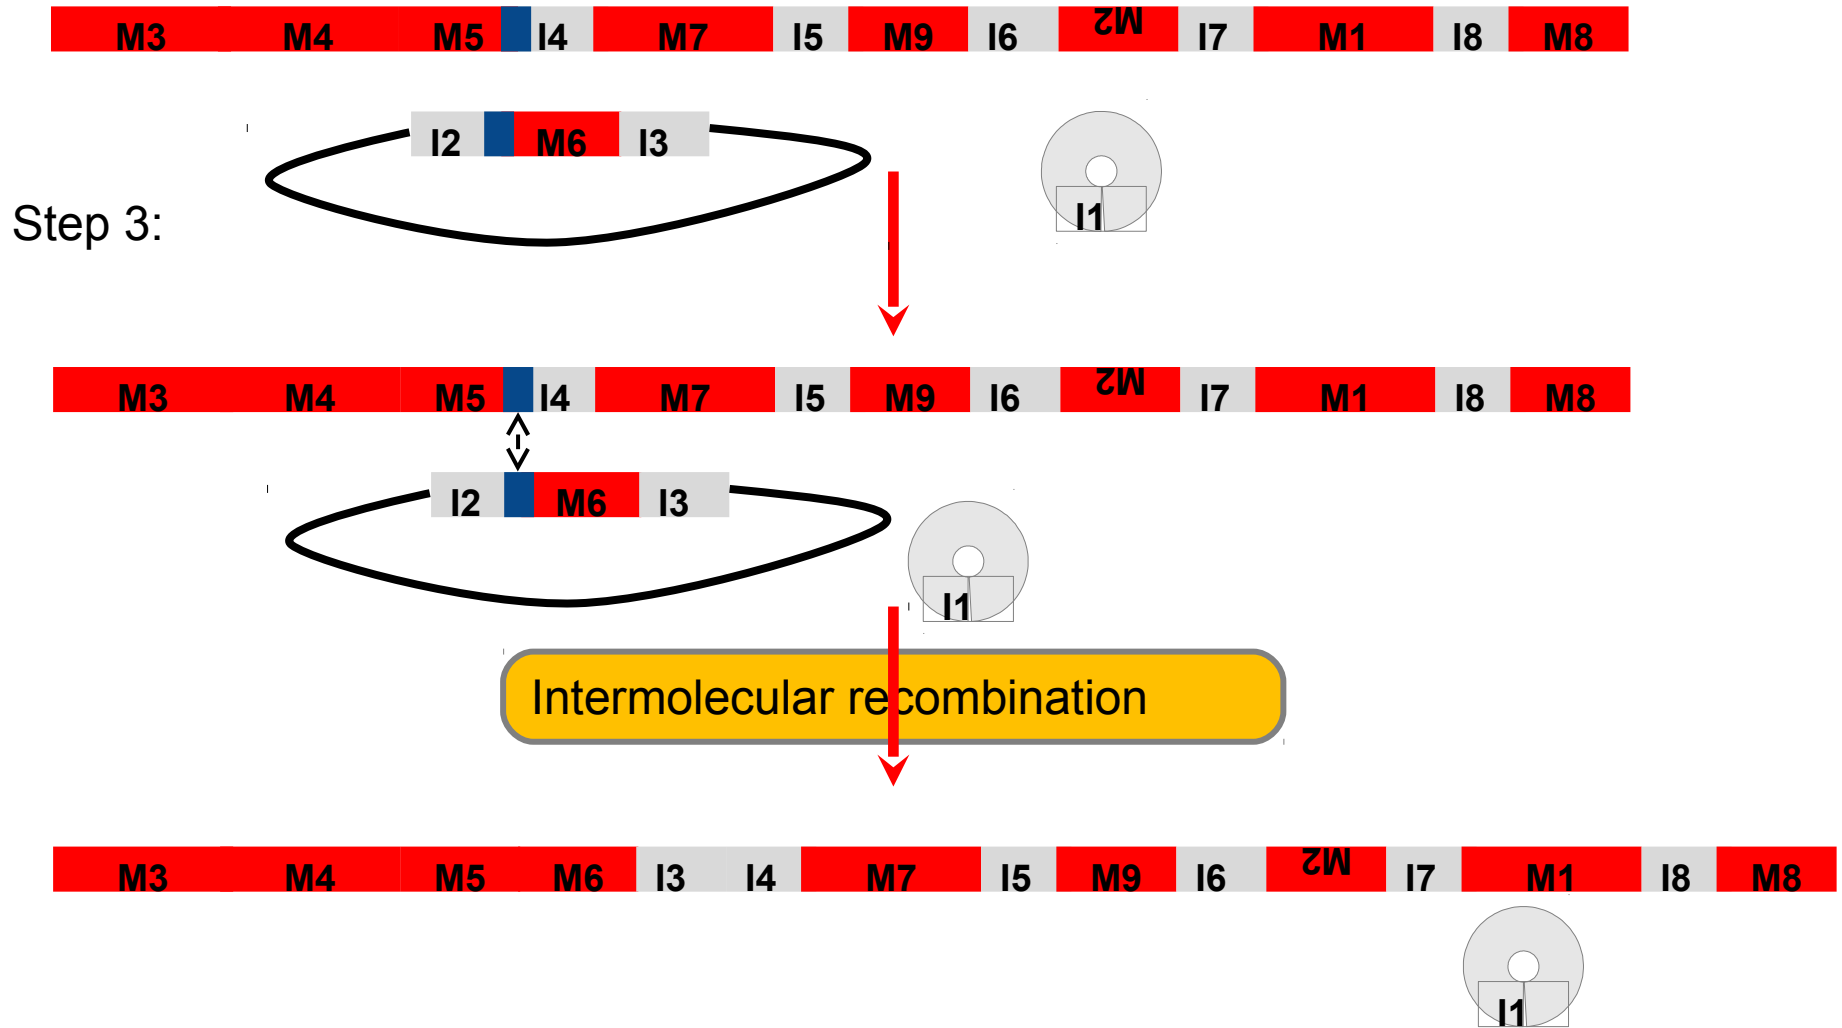 M3 M4 M5 I4 M7 I5 M9 I6 M2 I7 M1 I8 M8
I2 M6 I3
I1
Step 3:
M3 M4 M5 I4 M7 I5 M9 I6 M2 I7 M1 I8 M8
I2 M6 I3
I1
Intermolecular recombination
M3 M4 M5 M6 I3 I4 M7 I5 M9 I6 M2 I7 M1 I8 M8
I1